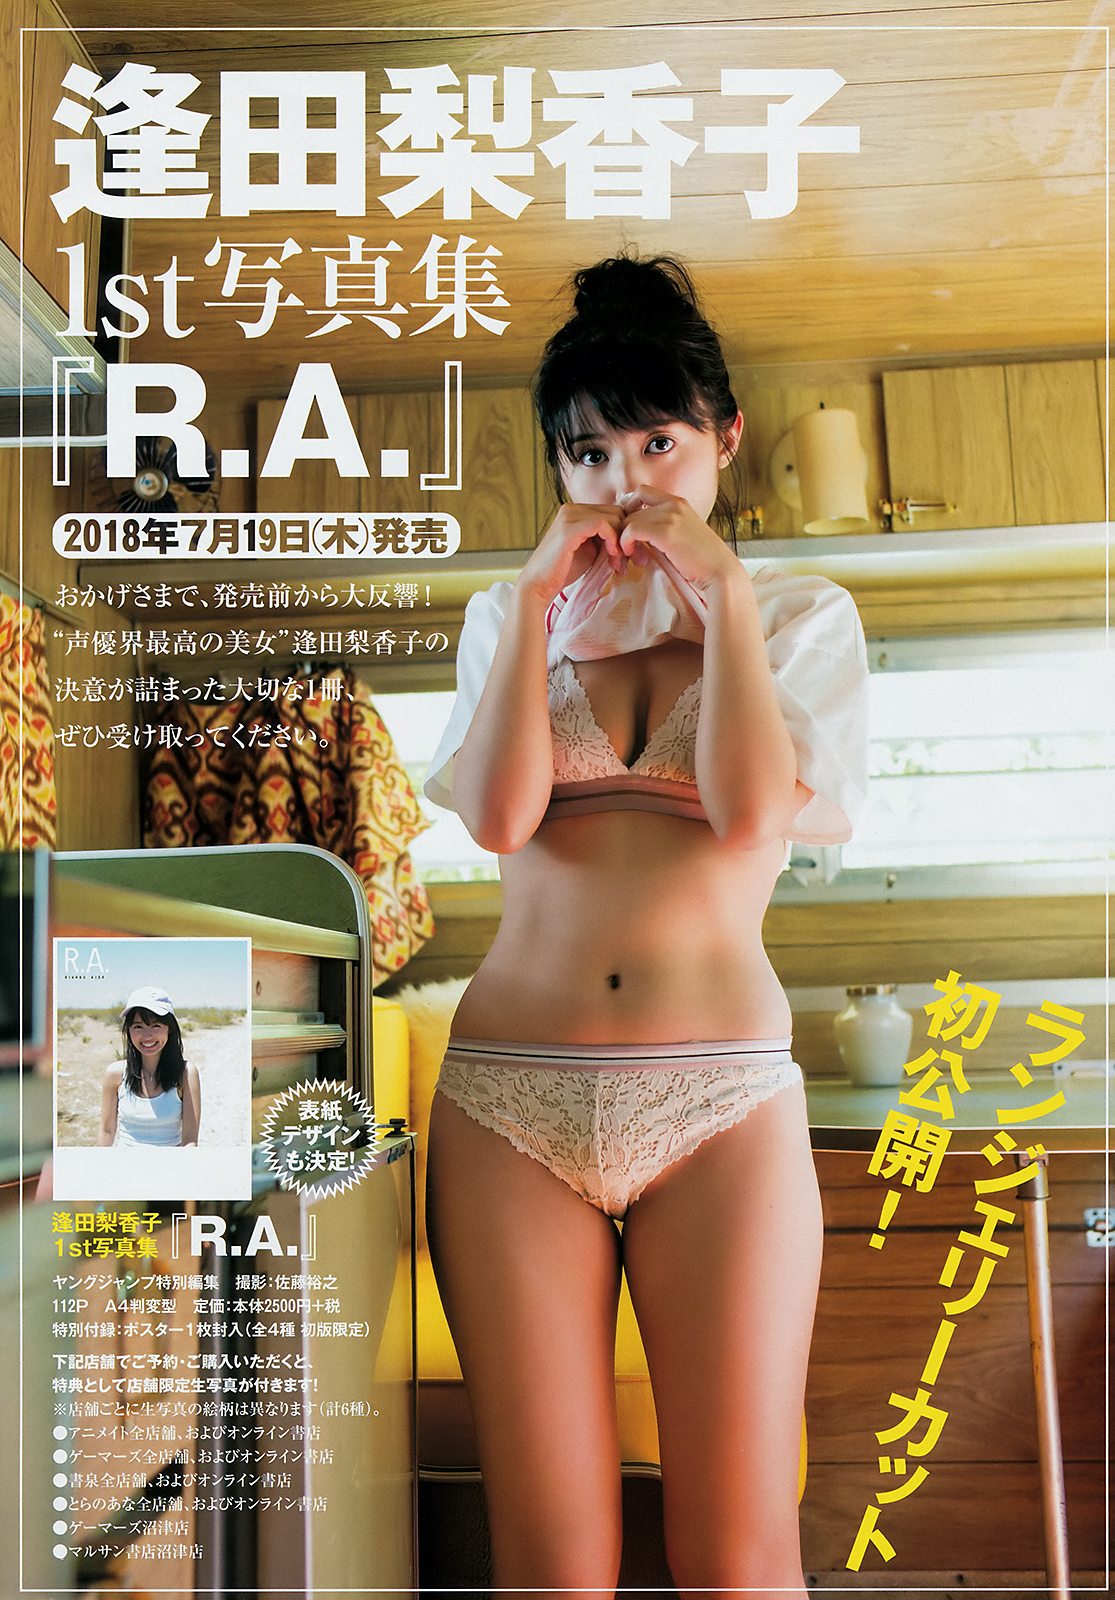 逢田梨香子
1st写真集
『R.A.』
2018年7月19日(木)発売
おかげさまで、発売前から大反響！
“声優界最高の美女”逢田梨香子の
決意が詰まった大切な1冊、
ぜひ受け取ってください。
R.A.
表紙
デザイン
も決定!
逢田梨香子
1st写真集『R.A.』
ヤングジャンプ特別編集　撮影：佐藤裕之
112P　A4判変型　定価：本体2500円+税
特別付録：ポスター1枚封入（全4種 初版限定）
下記店舗でご予約・ご購入いただくと、
特典として店舗限定生写真が付きます！
※店舗ごとに生写真の絵柄は異なります（計6種）。
●アニメイト全店舗、およびオンライン書店
●ゲーマーズ全店舗、およびオンライン書店
●書泉全店舗、およびオンライン書店
●とらのあな全店舗、およびオンライン書店
●ゲーマーズ沼津店
●マルサン書店沼津店
ランジェリーカット
初公開！